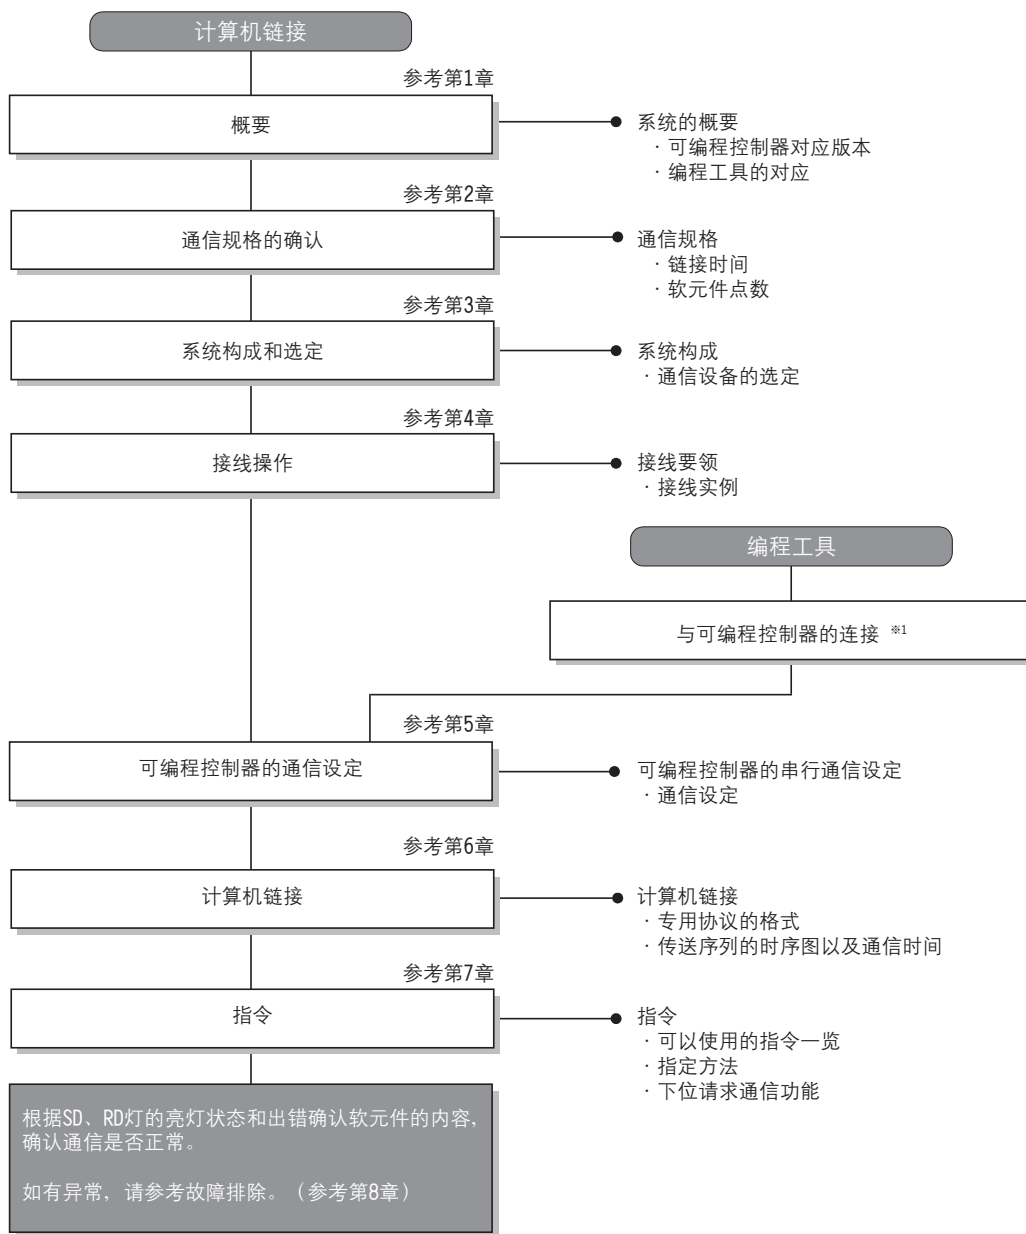 计算机链接
参考第1章
概要
系统的概要
·可编程控制器对应版本
·编程工具的对应
参考第2章
通信规格的确认
通信规格
·链接时间
·软元件点数
参考第3章
系统构成和选定
系统构成
·通信设备的选定
参考第4章
接线操作
接线要领
·接线实例
编程工具
与可编程控制器的连接 ※1
参考第5章
可编程控制器的通信设定
可编程控制器的串行通信设定
·通信设定
参考第6章
计算机链接
计算机链接
·专用协议的格式
·传送序列的时序图以及通信时间
参考第7章
指令
指令
·可以使用的指令一览
·指定方法
·下位请求通信功能
根据SD、RD灯的亮灯状态和出错确认软元件的内容,
确认通信是否正常。
如有异常，请参考故障排除。（参考第8章）